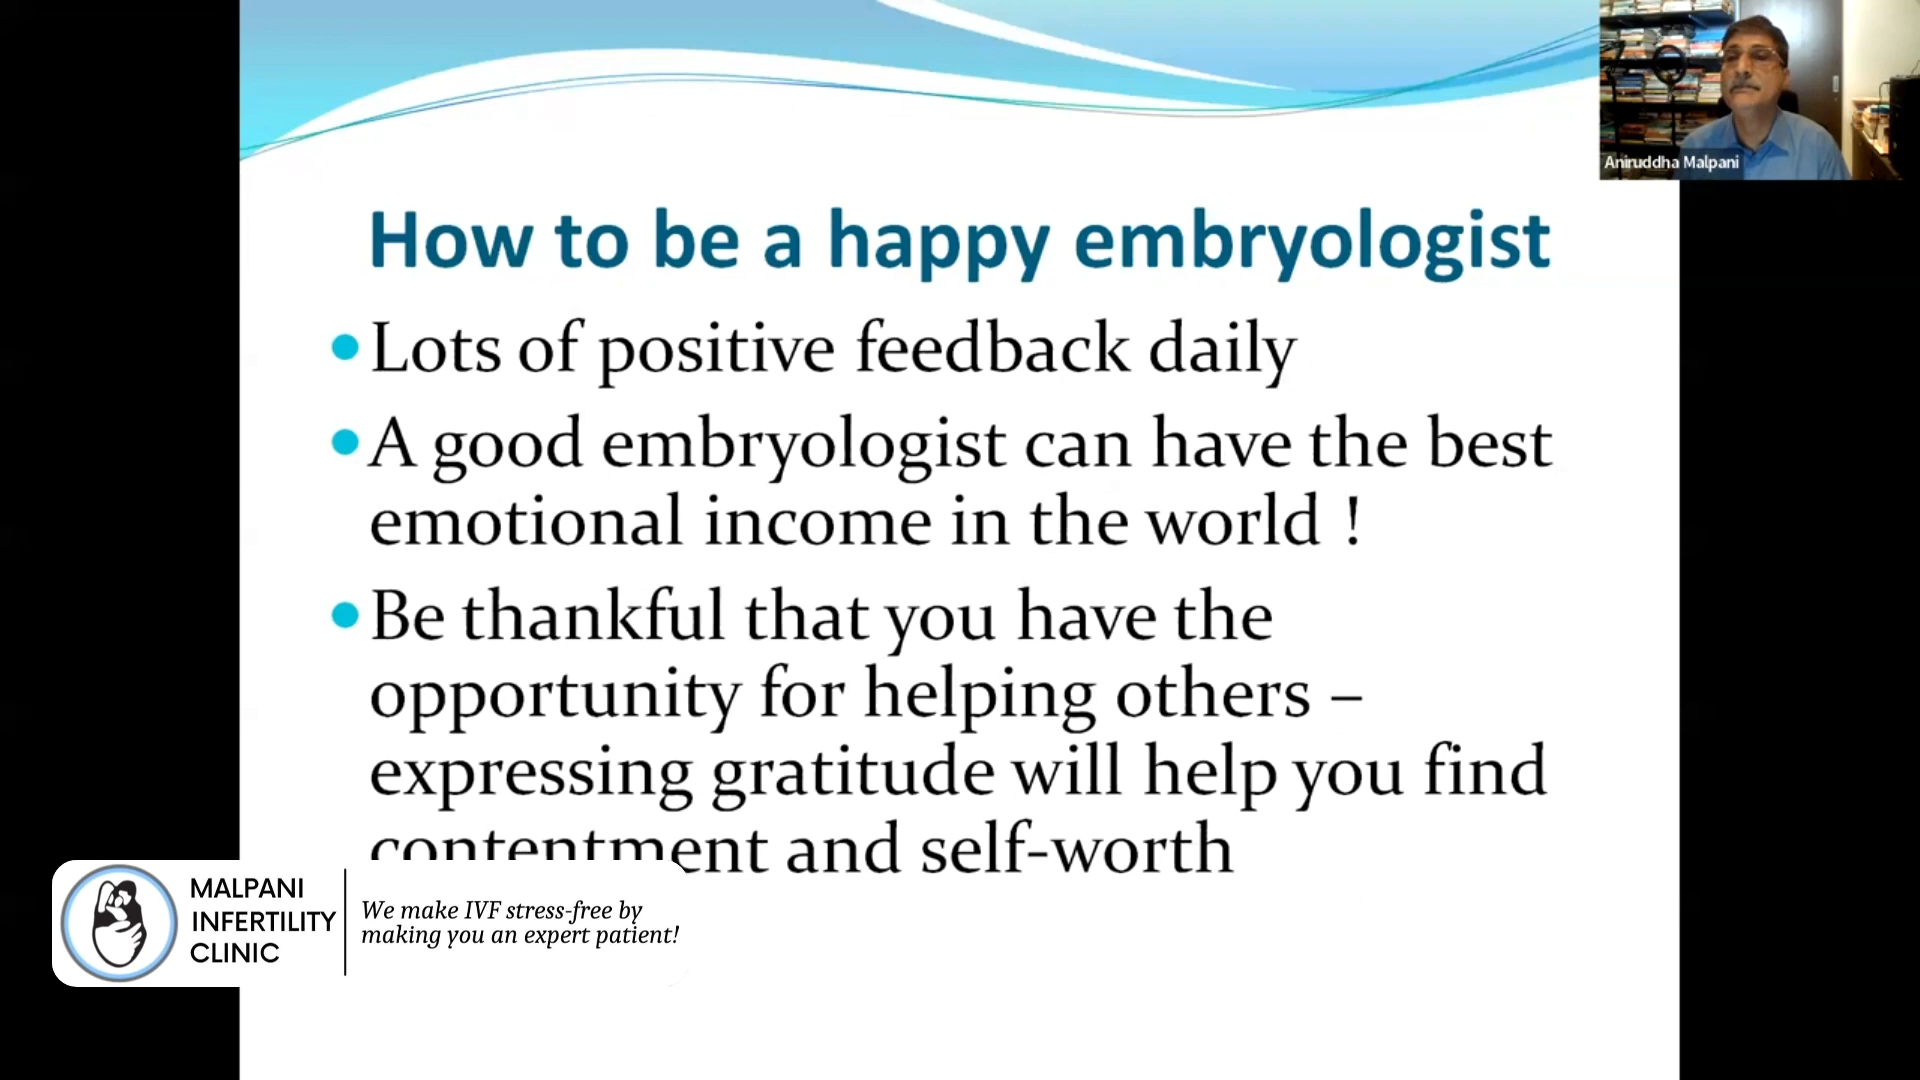 Aniruddha Malpani
How to be a happy embryologist
Lots of positive feedback daily
A good embryologist can have the best
emotional income in the world !
Be thankful that you have the
opportunity for helping others –
expressing gratitude will help you find
contentment and self-worth
MALPANI
INFERTILITY
CLINIC
We make IVF stress-free by
making you an expert patient!